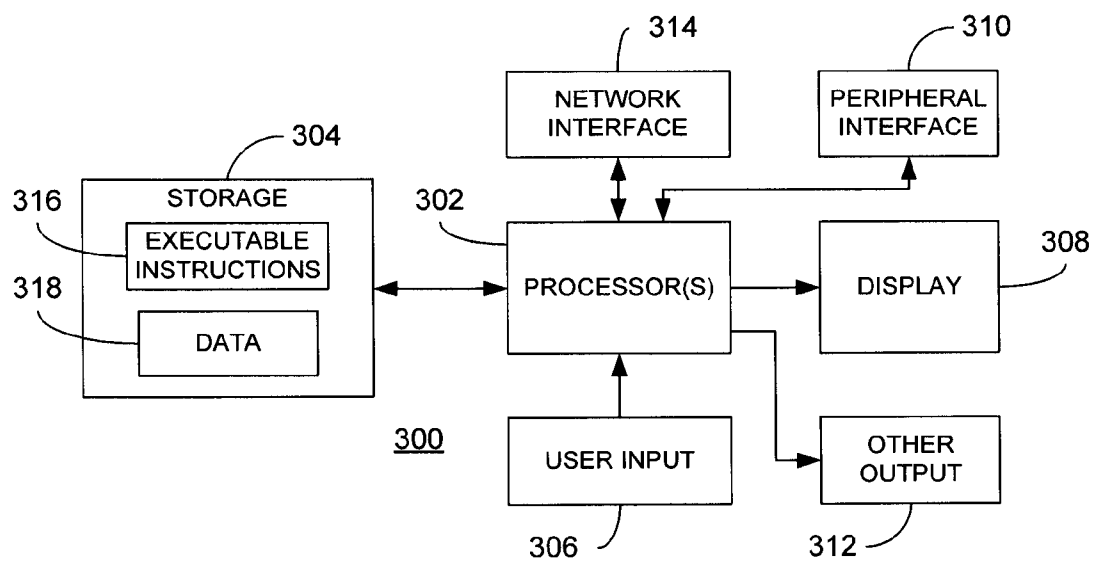 314
310
NETWORK
INTERFACE
PERIPHERAL
INTERFACE
304
STORAGE
316
EXECUTABLE
INSTRUCTIONS
302
318
DATA
PROCESSOR(S)
DISPLAY
308
300
USER INPUT
OTHER
OUTPUT
306
312